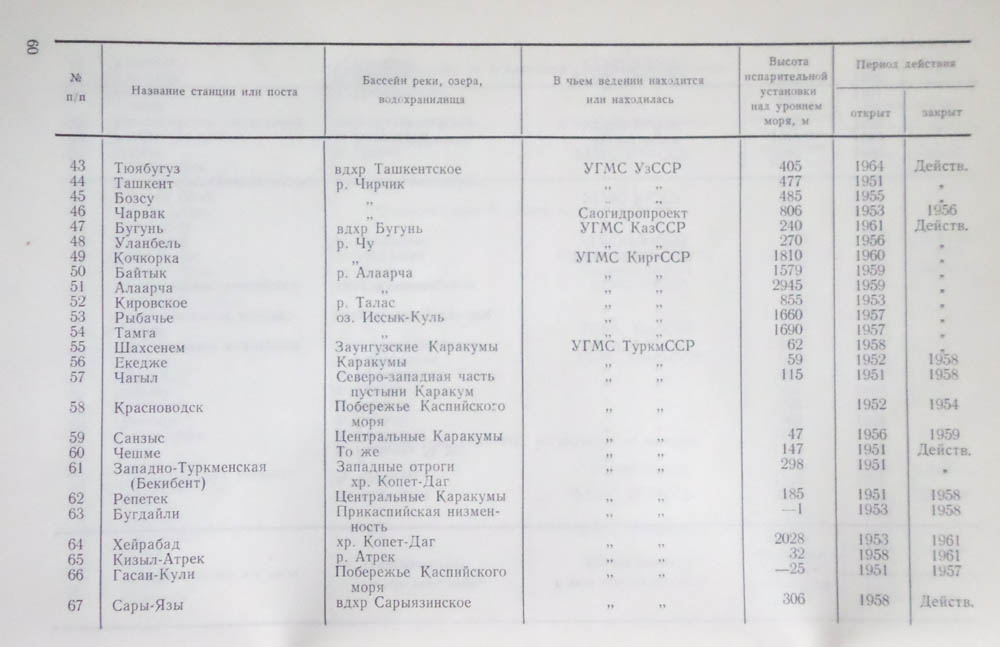 60
№ п/п | Название станции или поста | Бассейн реки, озера, водохранилища | В чьем ведении находится или находилась | Высота испарительной установки над уровнем моря, м | Период действия
открыт | закрыт
43 Тюябугуз вдхр Ташкентское УГМС УзССР 405 1964 Действ.
44 Ташкент р. Чирчик „ „ 477 1951 „
45 Бозсу „ „ „ 485 1955 „
46 Чарвак „ Саогидропроект 806 1953 1956
47 Бугунь вдхр Бугунь УГМС КазССР 240 1961 Действ.
48 Уланбель р. Чу „ „ 270 1956 „
49 Кочкорка „ УГМС КиргССР 1810 1960 „
50 Байтык р. Алаарча „ „ 1579 1959 „
51 Алаарча „ „ „ 2945 1959 „
52 Кировское р. Талас „ „ 855 1953 „
53 Рыбачье оз. Иссык-Куль „ „ 1660 1957 „
54 Тамга „ „ „ 1690 1957 „
55 Шахсенем Заунгузские Каракумы УГМС ТуркмССР 62 1958 „
56 Екедже Каракумы „ „ 59 1952 1958
57 Чагыл Северо-западная часть „ „ 115 1951 1958
пустыни Каракум
58 Красноводск Побережье Каспийского „ „ 1952 1954
моря
59 Санзыс Центральные Каракумы „ „ 47 1956 1959
60 Чешме То же „ „ 147 1951 Действ.
61 Западно-Туркменская Западные отроги „ „ 298 1951 „
(Бекибент) хр. Копет-Даг
62 Репетек Центральные Каракумы „ „ 185 1951 1958
63 Бугдайли Прикаспийская низмен- „ „ —1 1953 1958
ность
64 Хейрабад хр. Копет-Даг „ „ 2028 1953 1961
65 Кизыл-Атрек р. Атрек „ „ 32 1958 1961
66 Гасан-Кули Побережье Каспийского „ „ —25 1951 1957
моря
67 Сары-Язы вдхр Сарыязинское „ „ 306 1958 Действ.